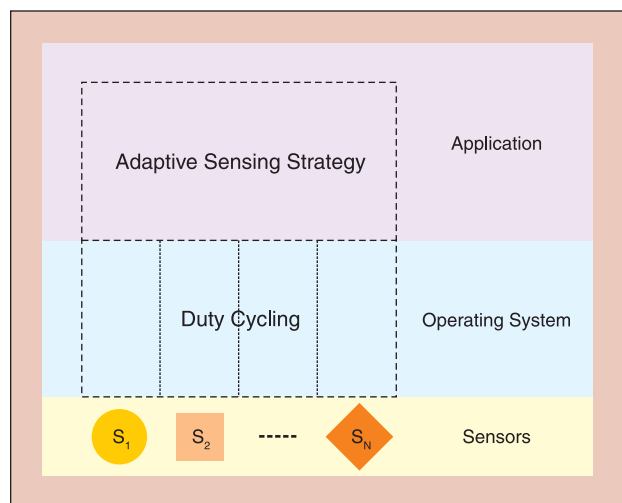 Adaptive Sensing Strategy
Application
Duty Cycling
Operating System
S1
S2
SN
Sensors